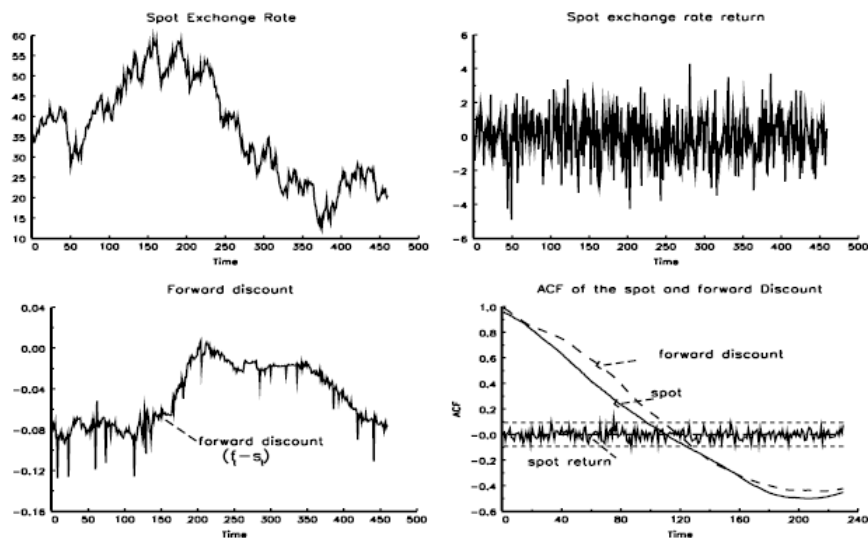 Spot Exchange Rate
60
55
50
45
40
35
30
25
20
15
10
0 50 100 150 200 250 300 350 400 450 500
Time
Spot exchange rate return
6
4
2
0
-2
-4
-6
0 50 100 150 200 250 300 350 400 450 500
Time
Forward discount
0.04
0.00
-0.04
-0.08
-0.12
-0.16
forward discount
(fₜ-sₜ)
0 50 100 150 200 250 300 350 400 450 500
Time
ACF of the spot and forward Discount
ACF
1.0
0.8
0.6
0.4
0.2
-0.0
-0.2
-0.4
-0.6
forward discount
spot
spot return
0 40 80 120 160 200 240
Time